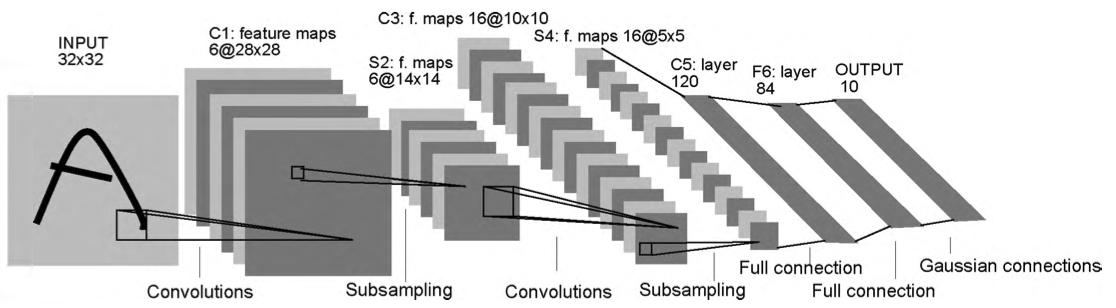 INPUT
32x32
C1: feature maps
6@28x28
S2: f. maps
6@14x14
C3: f. maps 16@10x10
S4: f. maps 16@5x5
C5: layer
120
F6: layer
84
OUTPUT
10
A
Convolutions
Subsampling
Convolutions
Subsampling
Full connection
Full connection
Gaussian connections